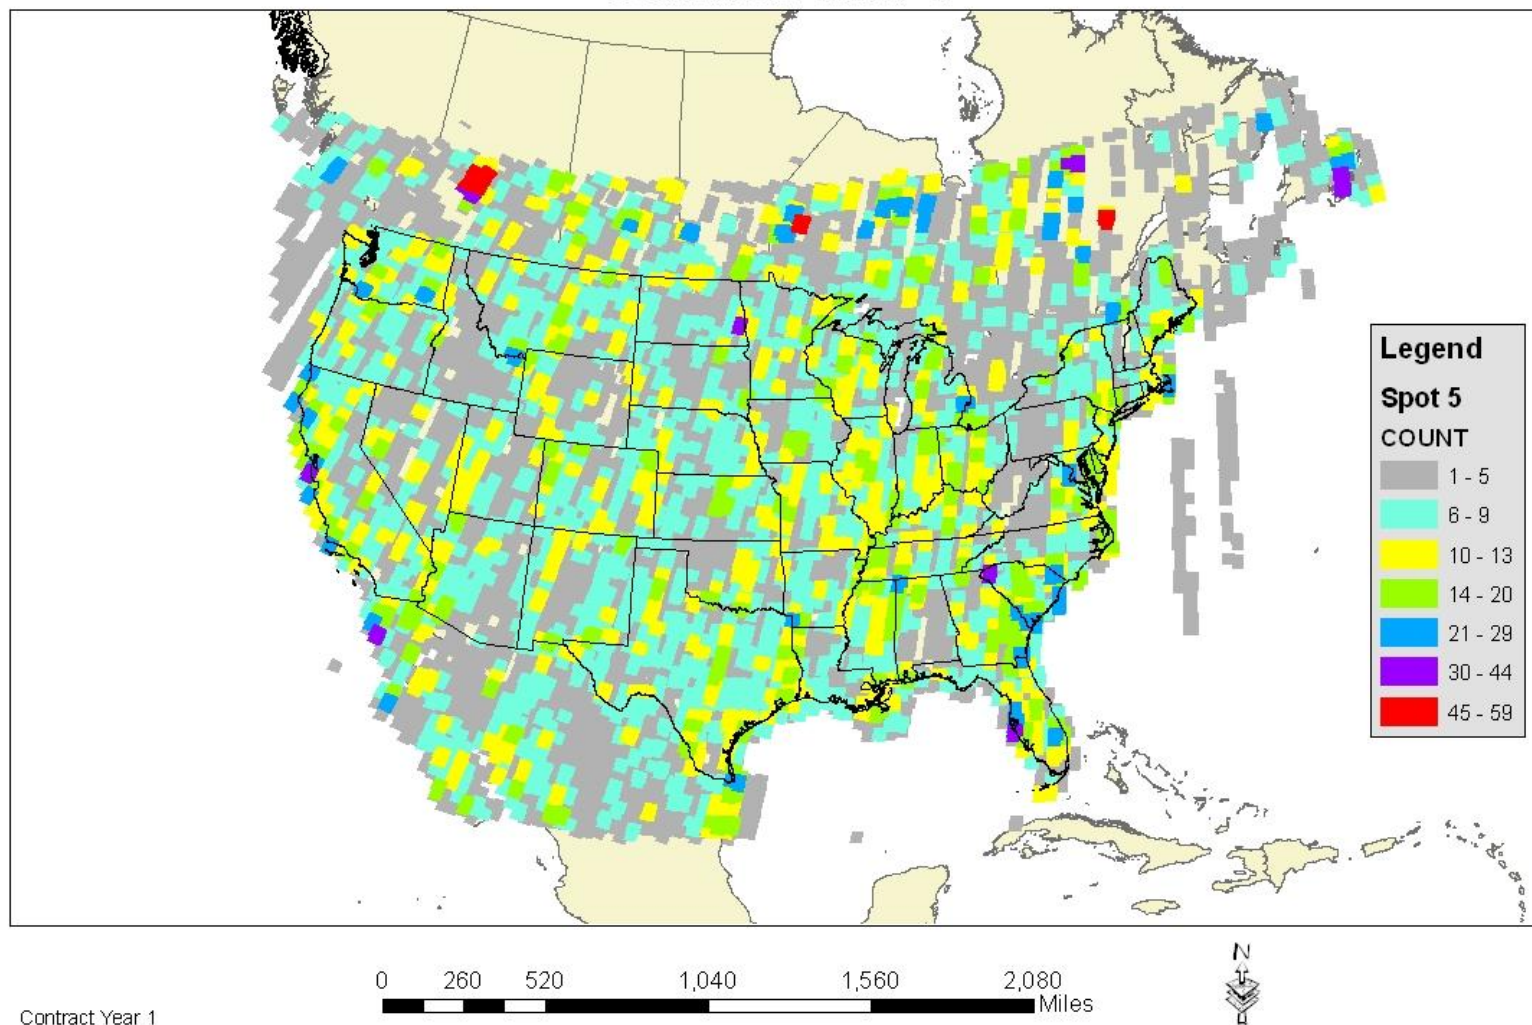 Legend
Spot 5
COUNT
1 - 5
6 - 9
10 - 13
14 - 20
21 - 29
30 - 44
45 - 59
N
0 260 520 1,040 1,560 2,080
Miles
Contract Year 1